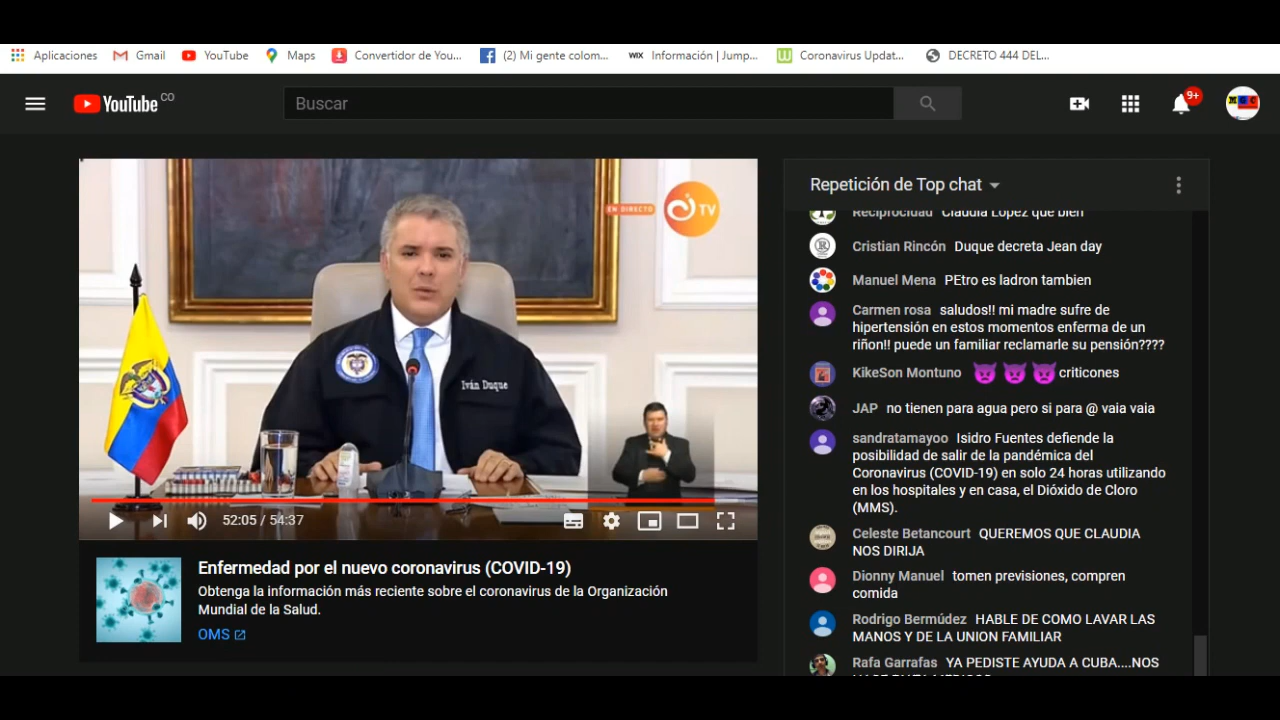 Aplicaciones Gmail YouTube Maps Convertidor de You... (2) Mi gente colom... WIX Información | Jump... Coronavirus Updat... DECRETO 444 DEL...
YouTube CO
Buscar
9+
EN DIRECTO
TV
Iván Duque
52:05 / 54:37
Enfermedad por el nuevo coronavirus (COVID-19)
Obtenga la información más reciente sobre el coronavirus de la Organización
Mundial de la Salud.
OMS
Repetición de Top chat
Reciprocidad Claudia López que bien
Cristian Rincón Duque decreta Jean day
Manuel Mena PEtro es ladron tambien
Carmen rosa saludos!! mi madre sufre de
hipertensión en estos momentos enferma de un
riñon!! puede un familiar reclamarle su pensión????
KikeSon Montuno 😈😈😈criticones
JAP no tienen para agua pero si para @ vaia vaia
sandratamayoo Isidro Fuentes defiende la
posibilidad de salir de la pandémica del
Coronavirus (COVID-19) en solo 24 horas utilizando
en los hospitales y en casa, el Dióxido de Cloro
(MMS).
Celeste Betancourt QUEREMOS QUE CLAUDIA
NOS DIRIJA
Dionny Manuel tomen previsiones, compren
comida
Rodrigo Bermúdez HABLE DE COMO LAVAR LAS
MANOS Y DE LA UNION FAMILIAR
Rafa Garrafas YA PEDISTE AYUDA A CUBA....NOS